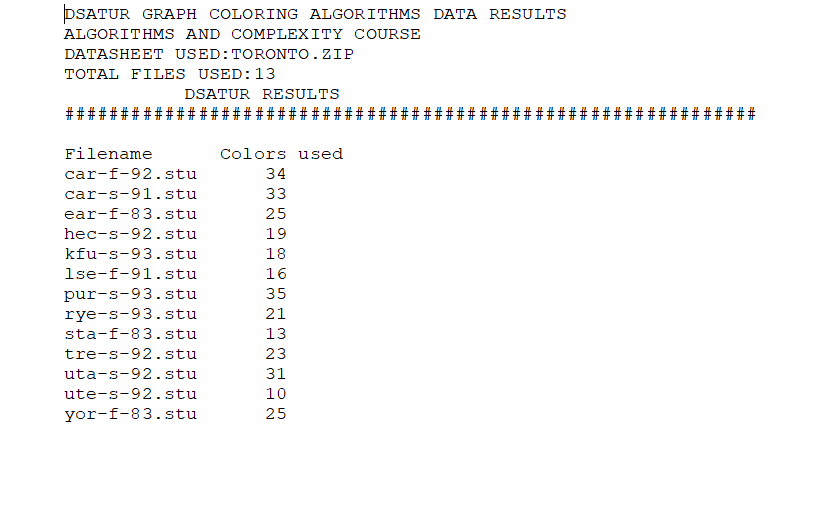 DSATUR GRAPH COLORING ALGORITHMS DATA RESULTS
ALGORITHMS AND COMPLEXITY COURSE
DATASHEET USED:TORONTO.ZIP
TOTAL FILES USED:13
DSATUR RESULTS
##############################################################
Filename Colors used
car-f-92.stu 34
car-s-91.stu 33
ear-f-83.stu 25
hec-s-92.stu 19
kfu-s-93.stu 18
lse-f-91.stu 16
pur-s-93.stu 35
rye-s-93.stu 21
sta-f-83.stu 13
tre-s-92.stu 23
uta-s-92.stu 31
ute-s-92.stu 10
yor-f-83.stu 25